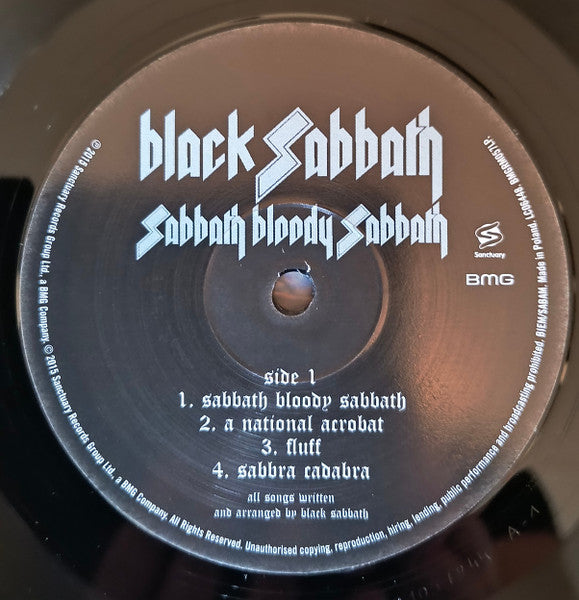 black Sabbath
Sabbath bloody Sabbath
Sanctuary
BMG
side 1
1. sabbath bloody sabbath
2. a national acrobat
3. fluff
4. sabbra cadabra
all songs written
and arranged by black sabbath
℗ 2015 Sanctuary Records Group Ltd., a BMG Company. © 2015 Sanctuary Records Group Ltd., a BMG Company. All Rights Reserved. Unauthorised copying, reproduction, hiring, lending, public performance and broadcasting prohibited. BIEM/SABAM. Made in Poland. LC06448. BMGRM057LP.
A-1